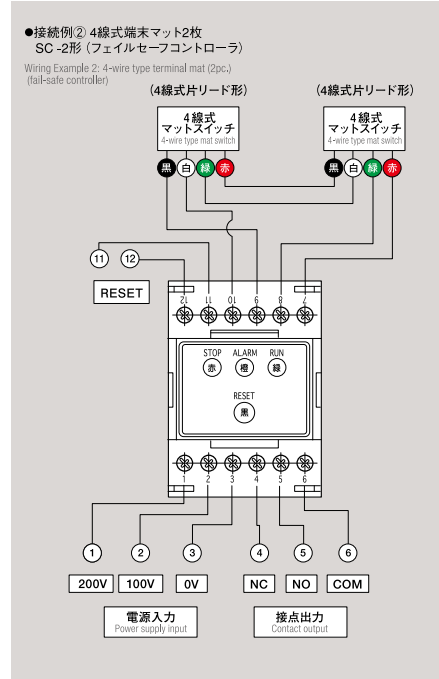 ●接続例② 4線式端末マット2枚
SC -2形（フェイルセーフコントローラ）
Wiring Example 2: 4-wire type terminal mat (2pc.)
(fail-safe controller)
（4線式片リード形） （4線式片リード形）
4線式 4線式
マットスイッチ マットスイッチ
4-wire type mat switch 4-wire type mat switch
黒 白 緑 赤 黒 白 緑 赤
11 12
RESET
12 11 10 9 8 7
STOP ALARM RUN
赤 橙 緑
RESET
黒
1 2 3 4 5 6
1 2 3 4 5 6
200V 100V 0V NC NO COM
電源入力 接点出力
Power supply input Contact output